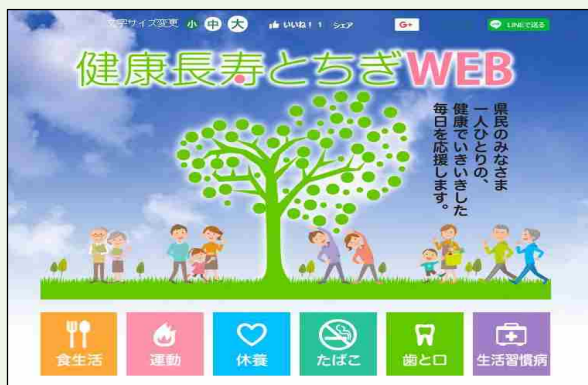 文字サイズ変更 小 中 大
いいね! 1 シェア
G+
LINEで送る
健康長寿とちぎWEB
県民のみなさま
一人ひとりの、
健康でいきいきした
毎日を応援します。
食生活
運動
休養
たばこ
歯と口
生活習慣病